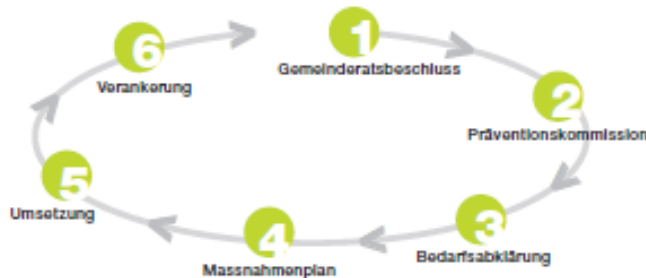 1
Gemeinderatsbeschluss
2
Präventionskommission
3
Bedarfsabklärung
4
Massnahmenplan
5
Umsetzung
6
Verankerung